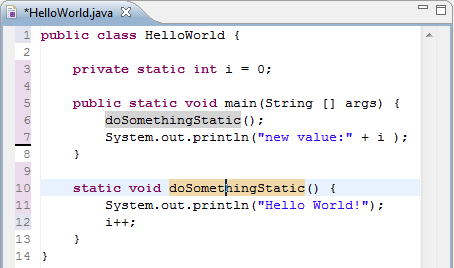 *HelloWorld.java
1 public class HelloWorld {
2
3 private static int i = 0;
4
5 public static void main(String [] args) {
6 doSomethingStatic();
7 System.out.println("new value:" + i );
8 }
9
10 static void doSomethingStatic() {
11 System.out.println("Hello World!");
12 i++;
13 }
14 }